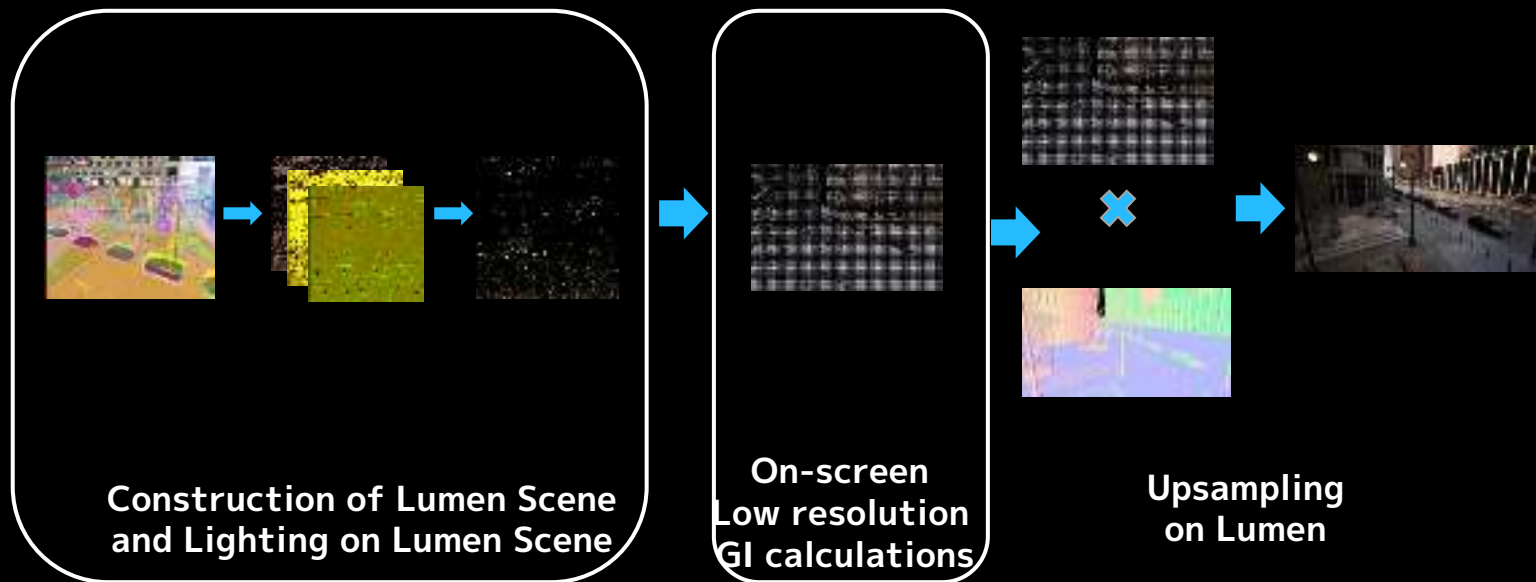 Construction of Lumen Scene
and Lighting on Lumen Scene
On-screen
Low resolution
GI calculations
Upsampling
on Lumen